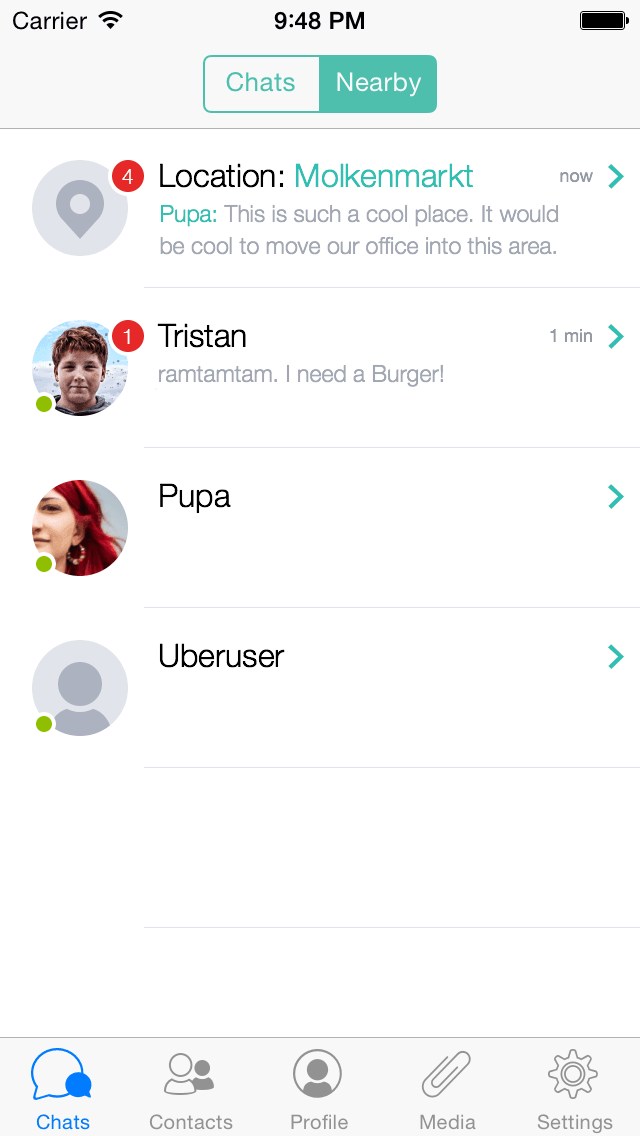 Carrier 9:48 PM
Chats Nearby
4 Location: Molkenmarkt now
Pupa: This is such a cool place. It would
be cool to move our office into this area.
1 Tristan 1 min
ramtamtam. I need a Burger!
Pupa
Uberuser
Chats Contacts Profile Media Settings